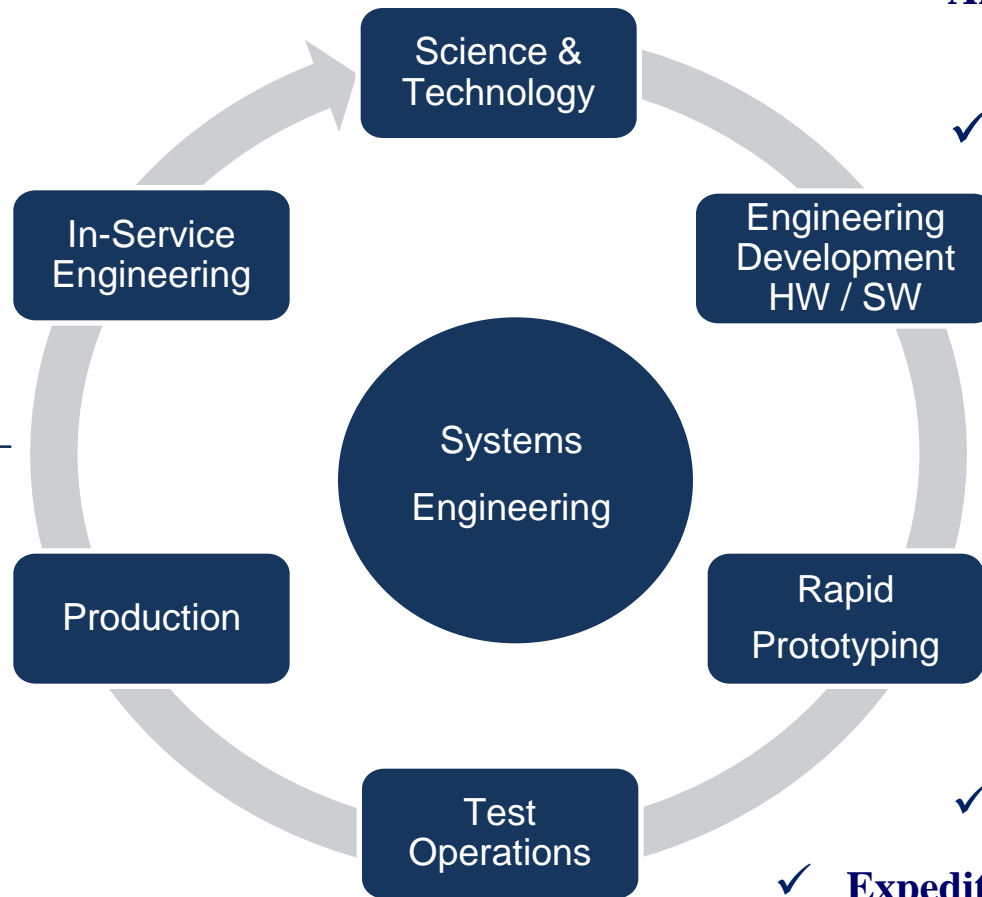 Science &
Technology
Engineering
Development
HW / SW
Rapid
Prototyping
Test
Operations
Production
In-Service
Engineering
Systems
Engineering
✓
✓
✓